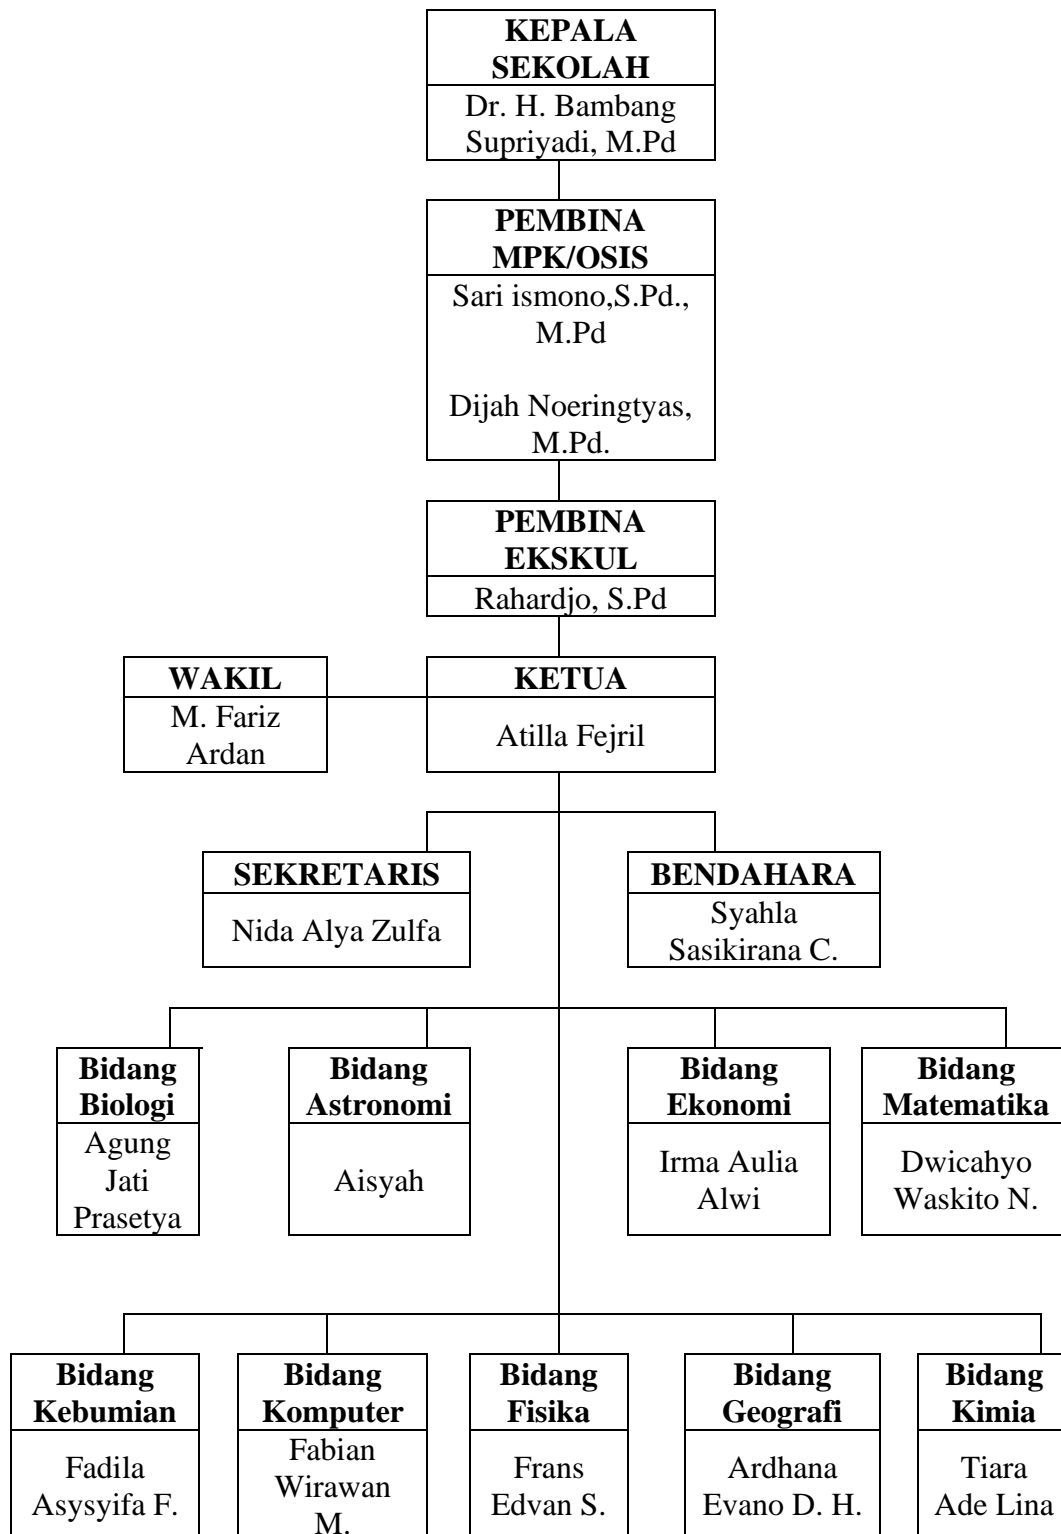 KEPALA
SEKOLAH
Dr. H. Bambang
Supriyadi, M.Pd
PEMBINA
MPK/OSIS
Sari ismono,S.Pd.,
M.Pd
Dijah Noeringtyas,
M.Pd.
PEMBINA
EKSKUL
Rahardjo, S.Pd
WAKIL
M. Fariz
Ardan
KETUA
Atilla Fejril
SEKRETARIS
Nida Alya Zulfa
BENDAHARA
Syahla
Sasikirana C.
Bidang
Biologi
Agung
Jati
Prasetya
Bidang
Astronomi
Aisyah
Bidang
Ekonomi
Irma Aulia
Alwi
Bidang
Matematika
Dwicahyo
Waskito N.
Bidang
Kebumian
Fadila
Asysyifa F.
Bidang
Komputer
Fabian
Wirawan
M.
Bidang
Fisika
Frans
Edvan S.
Bidang
Geografi
Ardhana
Evano D. H.
Bidang
Kimia
Tiara
Ade Lina